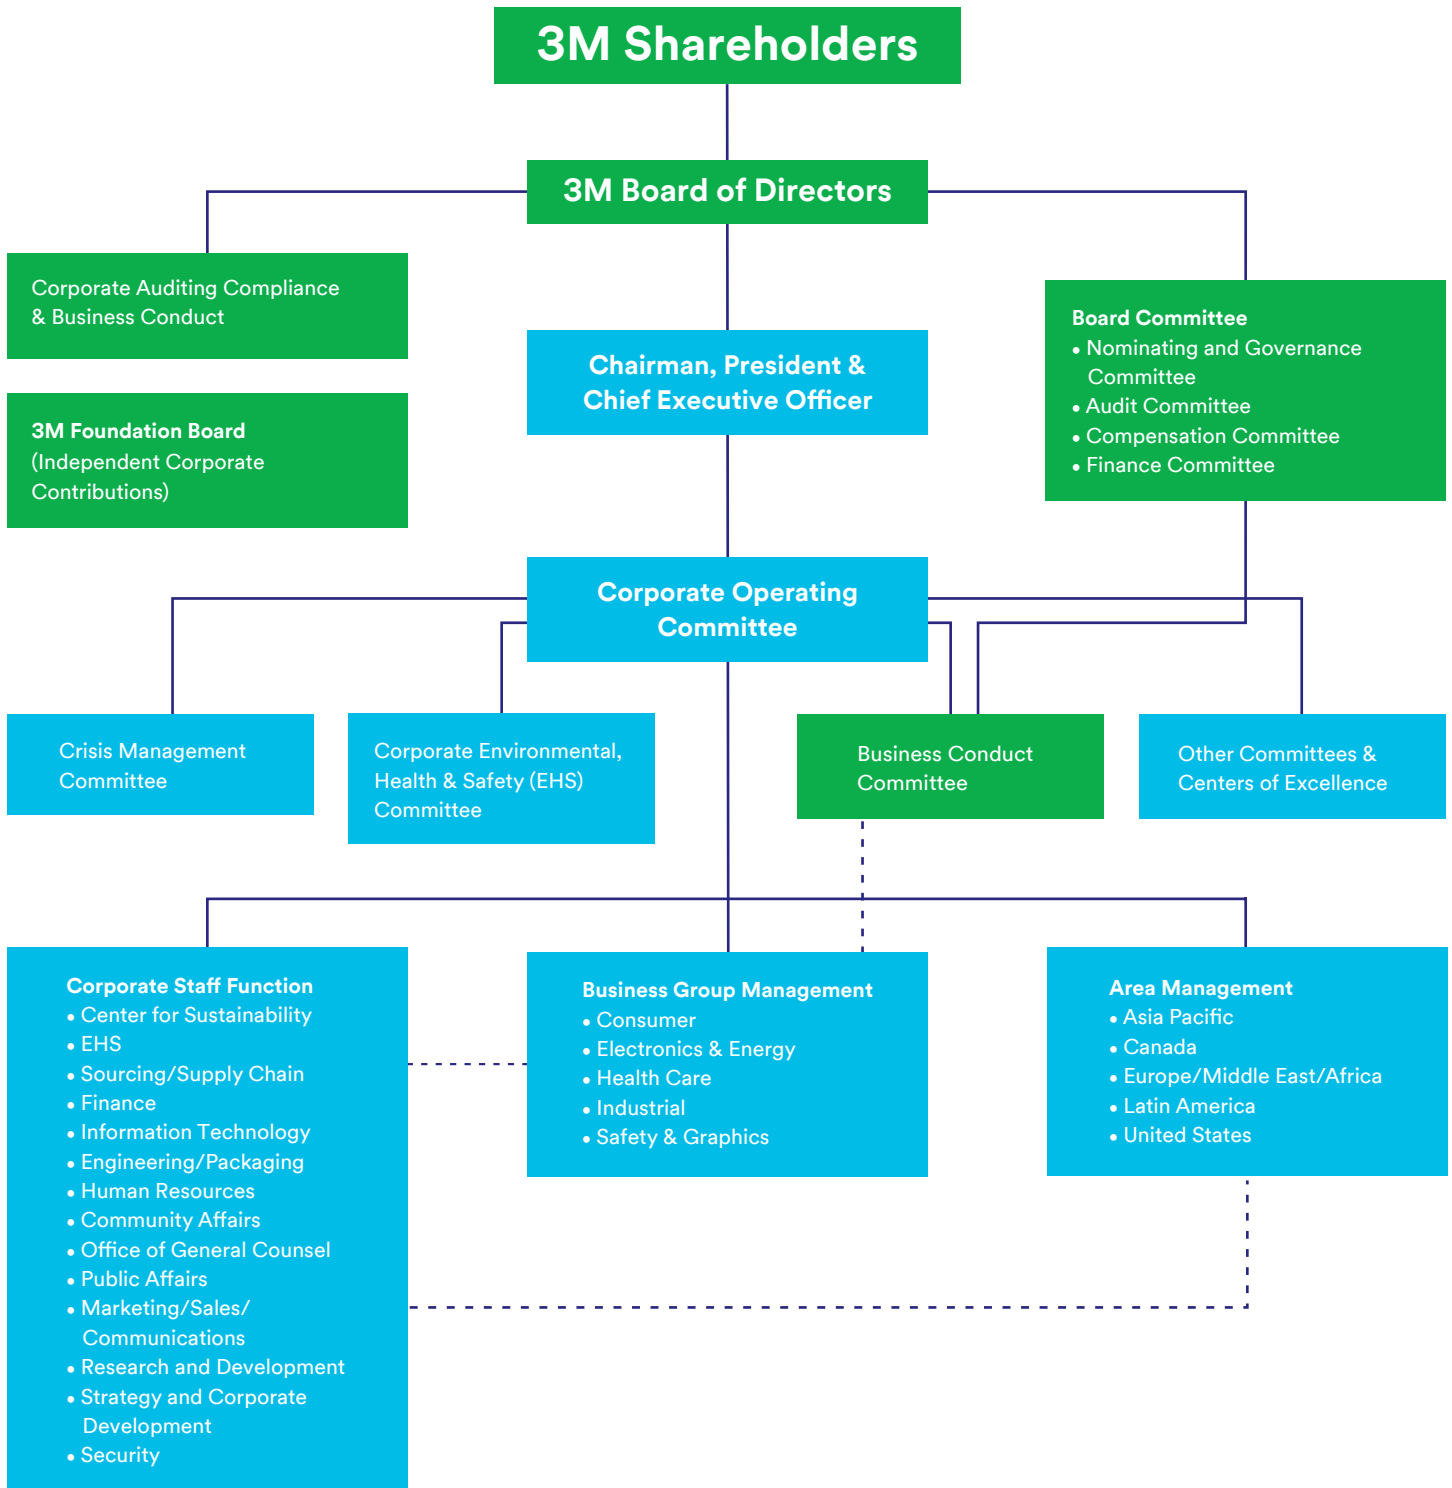 3M Shareholders
3M Board of Directors
Corporate Auditing Compliance
& Business Conduct
3M Foundation Board
(Independent Corporate
Contributions)
Chairman, President &
Chief Executive Officer
Board Committee
• Nominating and Governance
Committee
• Audit Committee
• Compensation Committee
• Finance Committee
Corporate Operating
Committee
Crisis Management
Committee
Corporate Environmental,
Health & Safety (EHS)
Committee
Business Conduct
Committee
Other Committees &
Centers of Excellence
Corporate Staff Function
• Center for Sustainability
• EHS
• Sourcing/Supply Chain
• Finance
• Information Technology
• Engineering/Packaging
• Human Resources
• Community Affairs
• Office of General Counsel
• Public Affairs
• Marketing/Sales/
Communications
• Research and Development
• Strategy and Corporate
Development
• Security
Business Group Management
• Consumer
• Electronics & Energy
• Health Care
• Industrial
• Safety & Graphics
Area Management
• Asia Pacific
• Canada
• Europe/Middle East/Africa
• Latin America
• United States